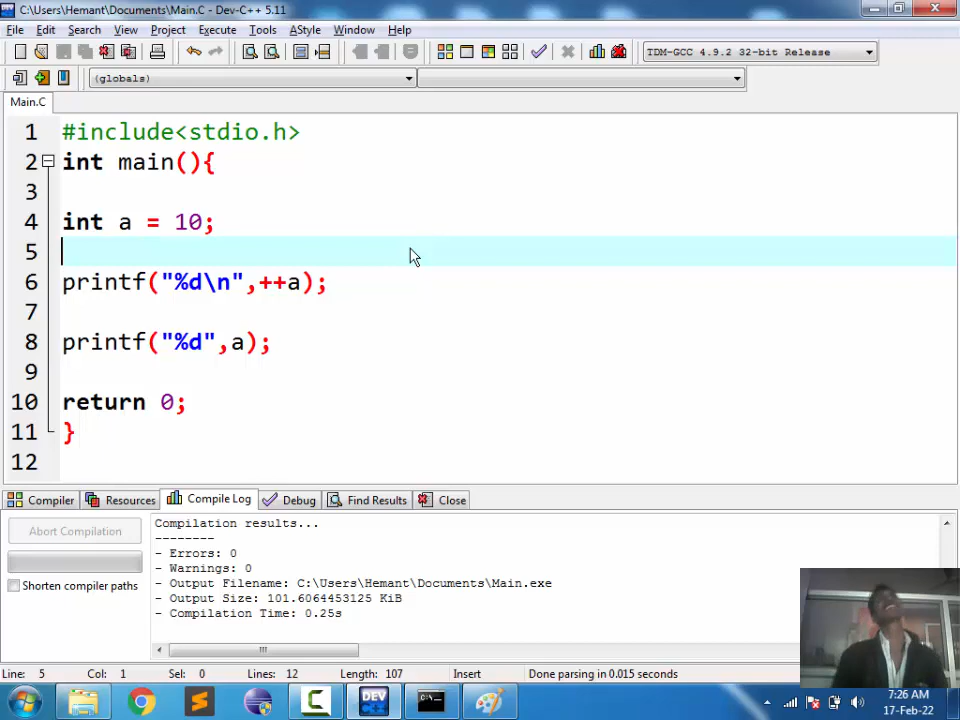 C:\Users\Hemant\Documents\Main.C - Dev-C++ 5.11
File Edit Search View Project Execute Tools AStyle Window Help
TDM-GCC 4.9.2 32-bit Release
(globals)
Main.C
1 #include<stdio.h>
2 int main(){
3
4 int a = 10;
5
6 printf("%d\n",++a);
7
8 printf("%d",a);
9
10 return 0;
11 }
12
Compiler Resources Compile Log Debug Find Results Close
Abort Compilation
Shorten compiler paths
Compilation results...
--------
- Errors: 0
- Warnings: 0
- Output Filename: C:\Users\Hemant\Documents\Main.exe
- Output Size: 101.6064453125 KiB
- Compilation Time: 0.25s
Line: 5 Col: 1 Sel: 0 Lines: 12 Length: 107 Insert Done parsing in 0.015 seconds
DEV C++
7:26 AM
17-Feb-22